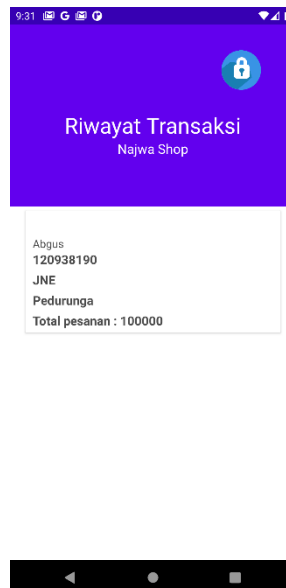 9:31
Riwayat Transaksi
Najwa Shop
Abgus
120938190
JNE
Pedurunga
Total pesanan : 100000